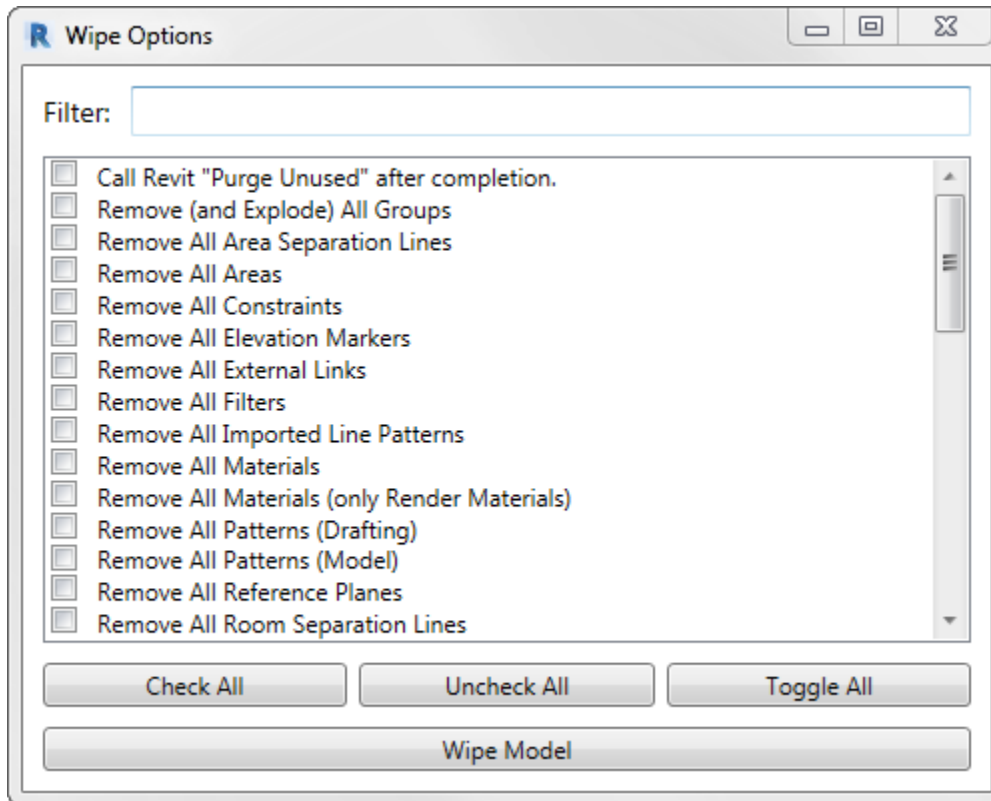 Wipe Options
Filter:
Call Revit "Purge Unused" after completion.
Remove (and Explode) All Groups
Remove All Area Separation Lines
Remove All Areas
Remove All Constraints
Remove All Elevation Markers
Remove All External Links
Remove All Filters
Remove All Imported Line Patterns
Remove All Materials
Remove All Materials (only Render Materials)
Remove All Patterns (Drafting)
Remove All Patterns (Model)
Remove All Reference Planes
Remove All Room Separation Lines
Check All Uncheck All Toggle All
Wipe Model